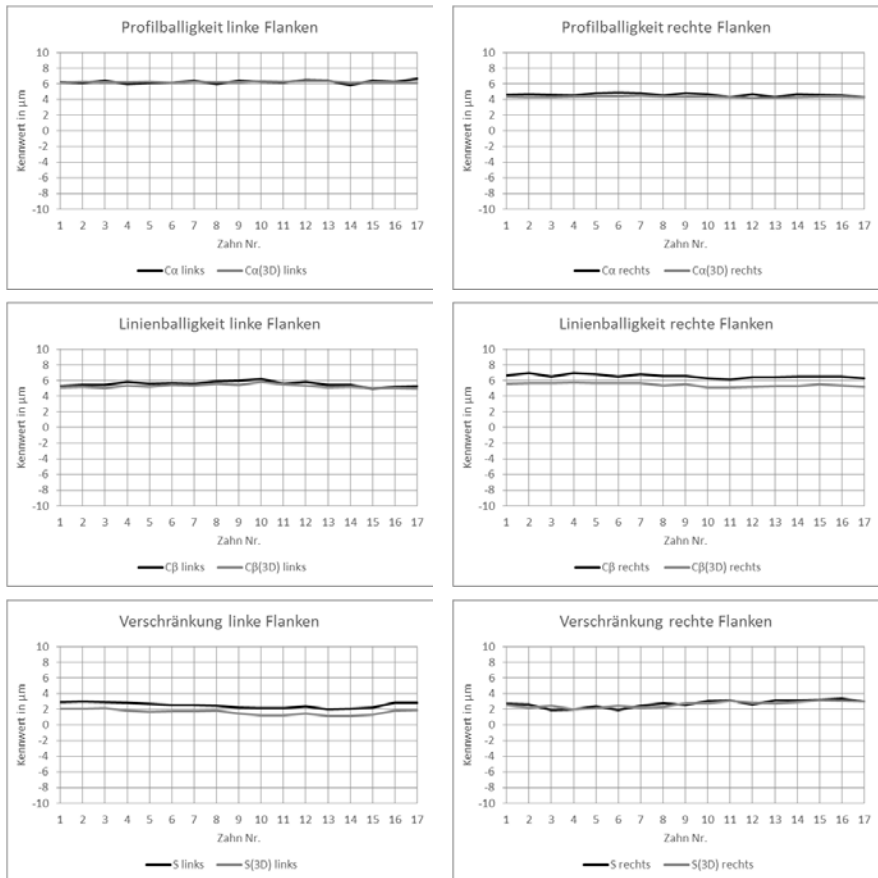 Profilballigkeit linke Flanken
Kennwert in µm
10
8
6
4
2
0
-2
-4
-6
-8
-10
1 2 3 4 5 6 7 8 9 10 11 12 13 14 15 16 17
Zahn Nr.
Cα links Cα(3D) links
Profilballigkeit rechte Flanken
Kennwert in µm
10
8
6
4
2
0
-2
-4
-6
-8
-10
1 2 3 4 5 6 7 8 9 10 11 12 13 14 15 16 17
Zahn Nr.
Cα rechts Cα(3D) rechts
Linienballigkeit linke Flanken
Kennwert in µm
10
8
6
4
2
0
-2
-4
-6
-8
-10
1 2 3 4 5 6 7 8 9 10 11 12 13 14 15 16 17
Zahn Nr.
Cβ links Cβ(3D) links
Linienballigkeit rechte Flanken
Kennwert in µm
10
8
6
4
2
0
-2
-4
-6
-8
-10
1 2 3 4 5 6 7 8 9 10 11 12 13 14 15 16 17
Zahn Nr.
Cβ rechts Cβ(3D) rechts
Verschränkung linke Flanken
Kennwert in µm
10
8
6
4
2
0
-2
-4
-6
-8
-10
1 2 3 4 5 6 7 8 9 10 11 12 13 14 15 16 17
Zahn Nr.
S links S(3D) links
Verschränkung rechte Flanken
Kennwert in µm
10
8
6
4
2
0
-2
-4
-6
-8
-10
1 2 3 4 5 6 7 8 9 10 11 12 13 14 15 16 17
Zahn Nr.
S rechts S(3D) rechts